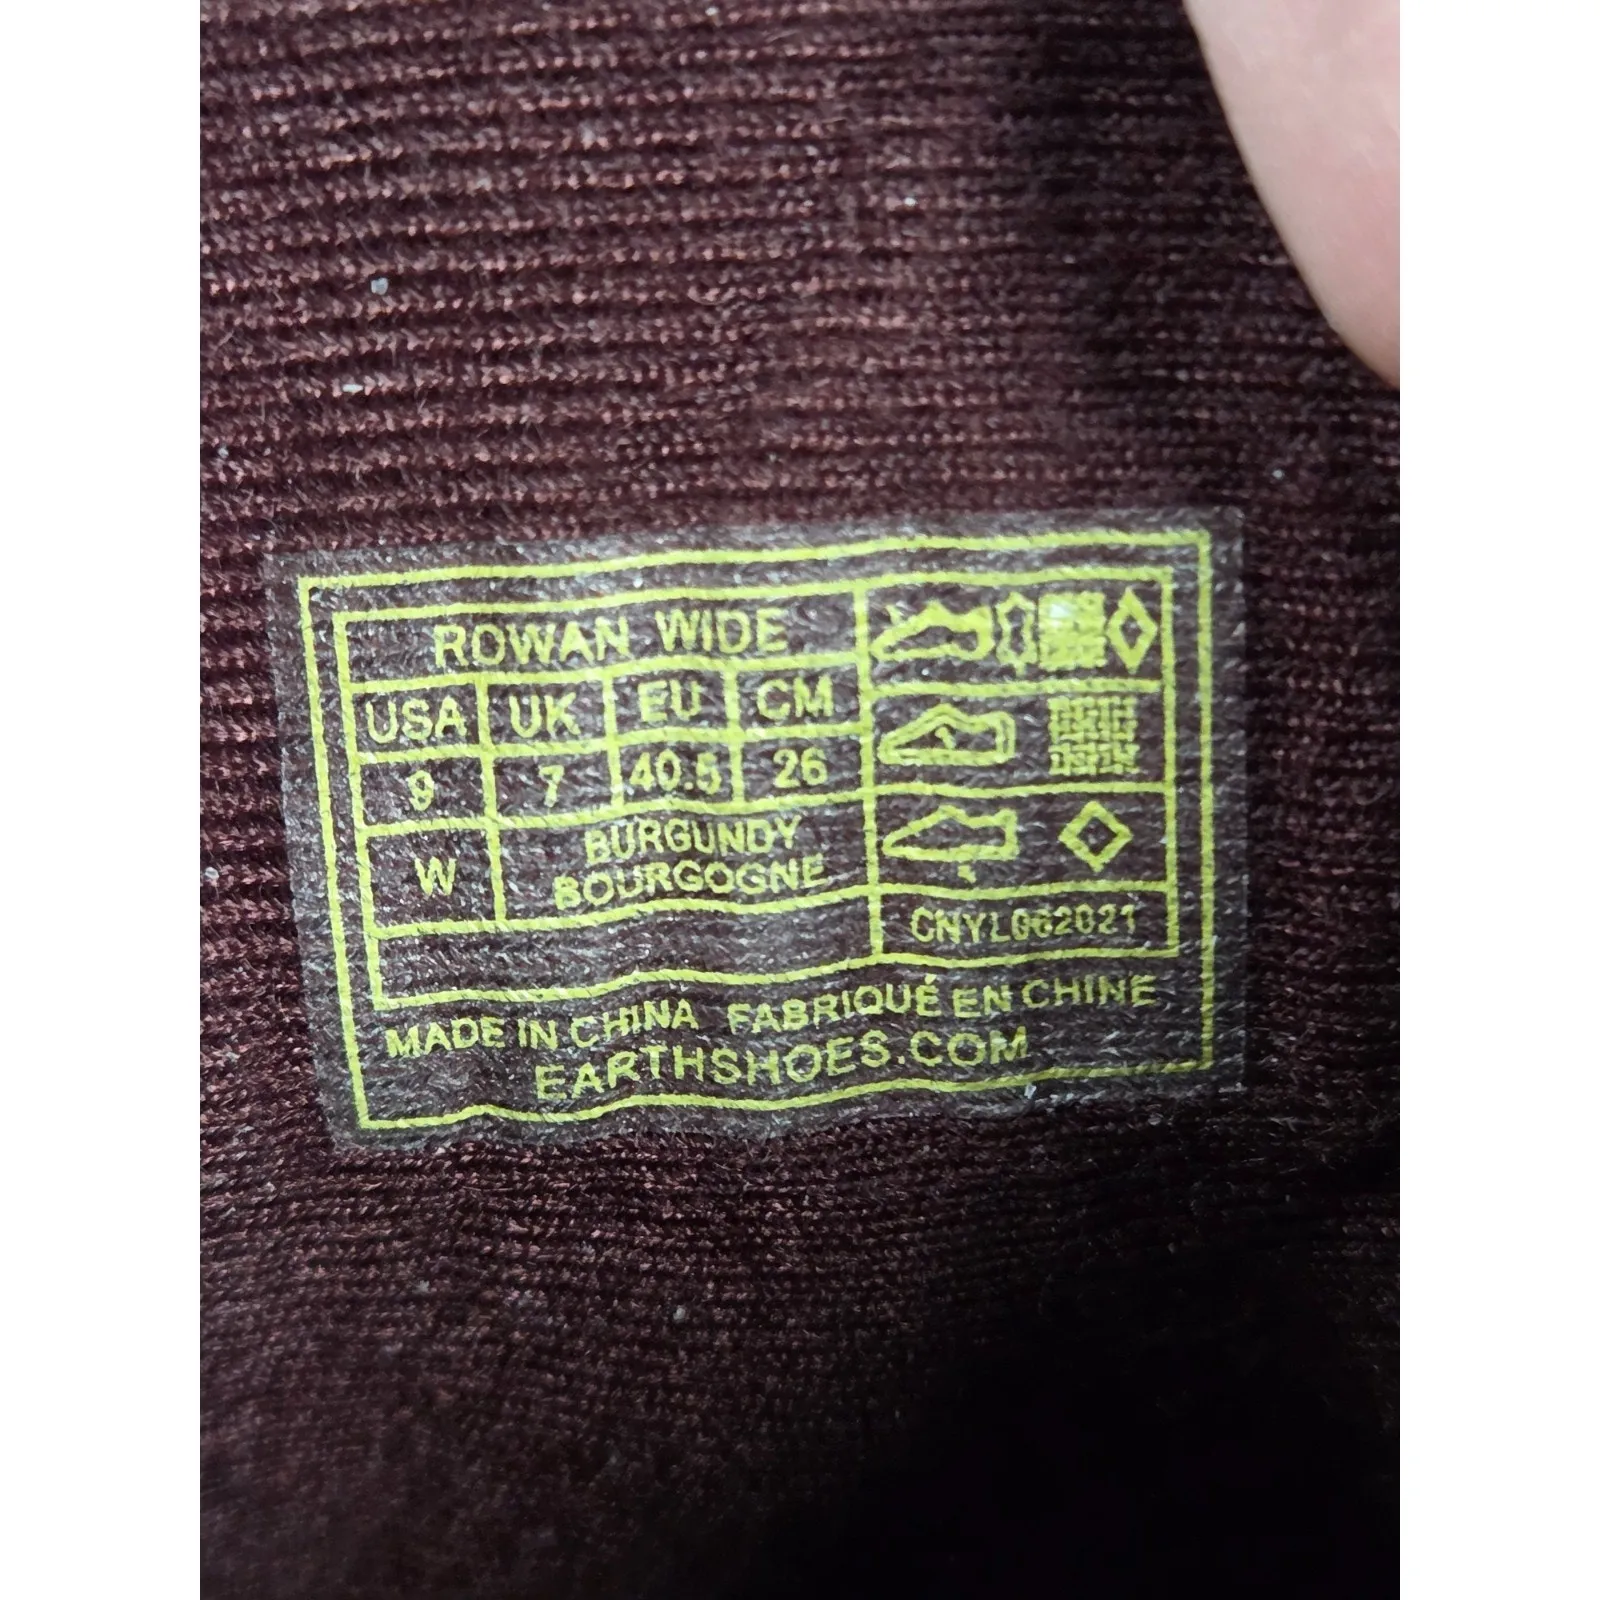 ROWAN WIDE
USA UK EU CM
9 7 40.5 26
W BURGUNDY
BOURGOGNE
CNYL062021
MADE IN CHINA FABRIQUÉ EN CHINE
EARTHSHOES.COM